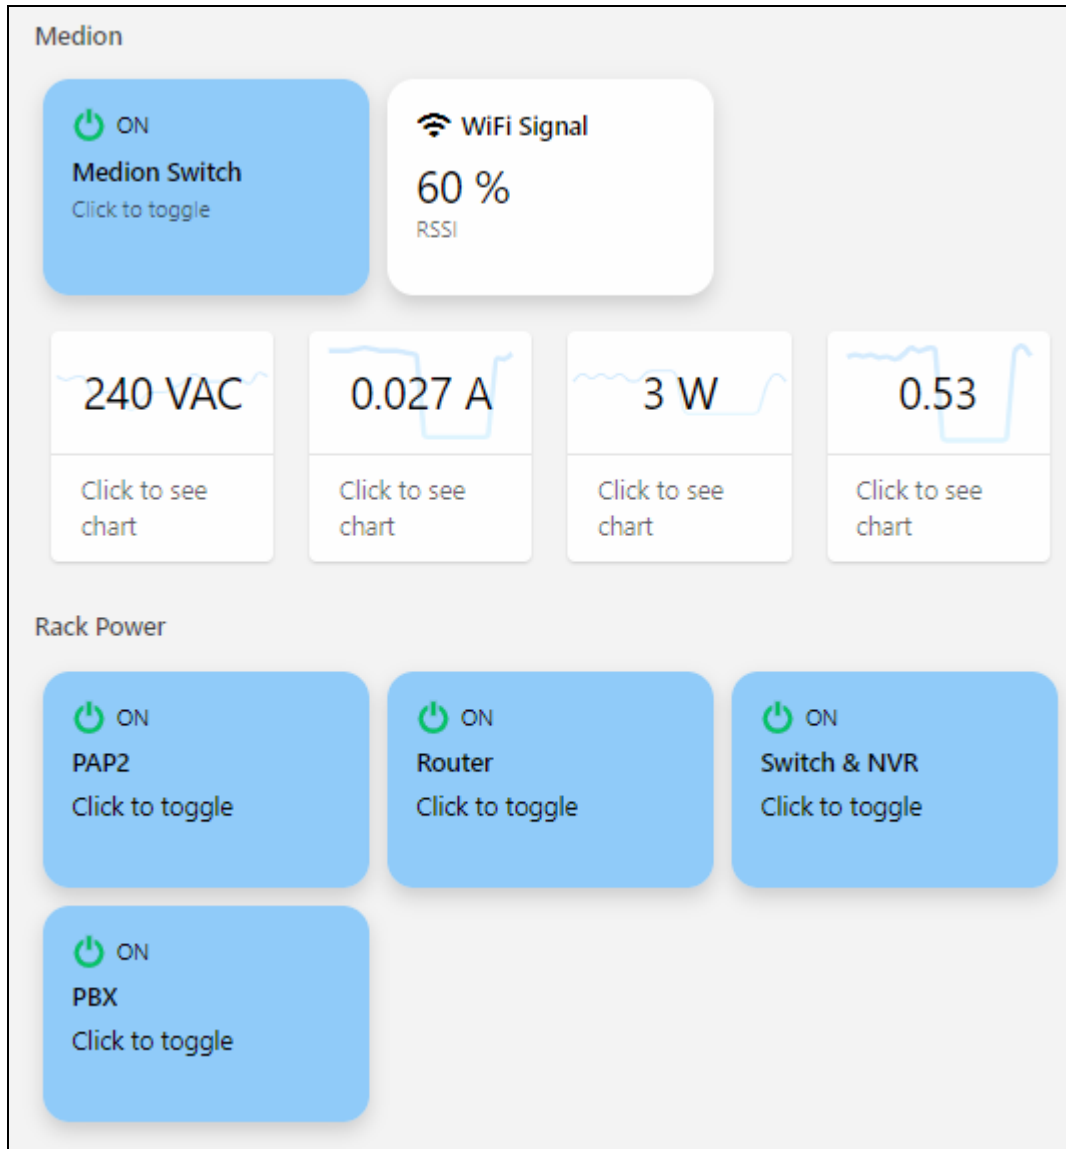 Medion
ON
Medion Switch
Click to toggle
WiFi Signal
60 %
RSSI
240 VAC
Click to see
chart
0.027 A
Click to see
chart
3 W
Click to see
chart
0.53
Click to see
chart
Rack Power
ON
PAP2
Click to toggle
ON
Router
Click to toggle
ON
Switch & NVR
Click to toggle
ON
PBX
Click to toggle